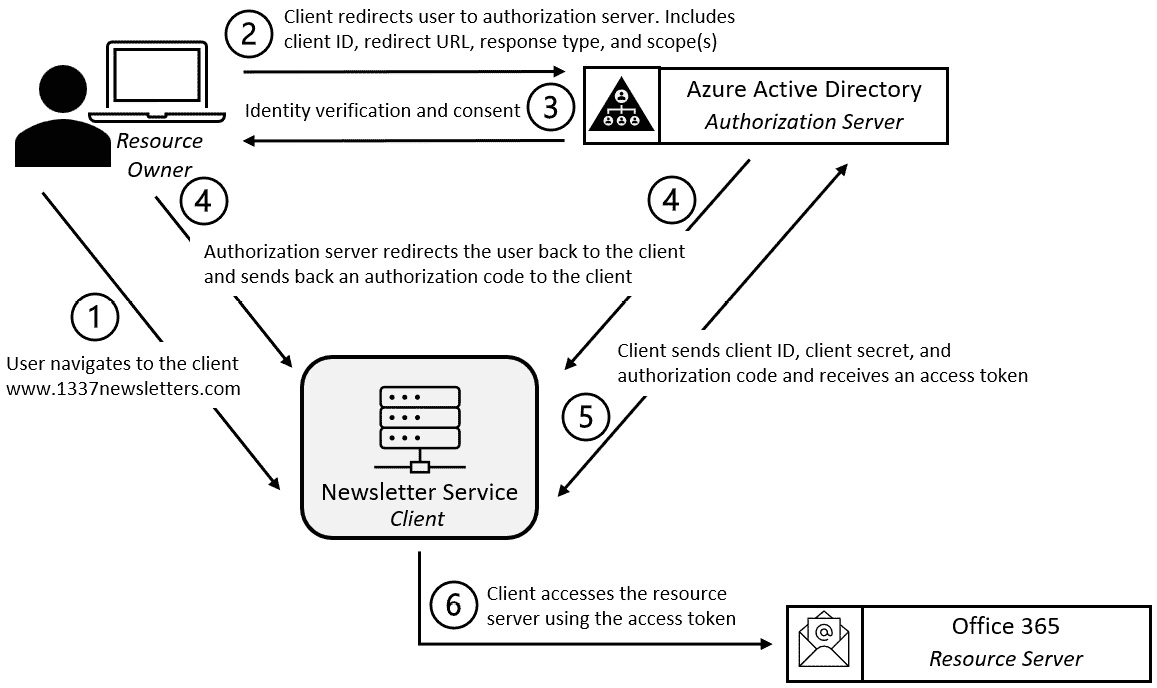 2
Client redirects user to authorization server. Includes
client ID, redirect URL, response type, and scope(s)
Identity verification and consent
3
Azure Active Directory
Authorization Server
Resource
Owner
4
4
Authorization server redirects the user back to the client
and sends back an authorization code to the client
1
User navigates to the client
www.1337newsletters.com
Client sends client ID, client secret, and
authorization code and receives an access token
5
Newsletter Service
Client
6
Client accesses the resource
server using the access token
@
Office 365
Resource Server